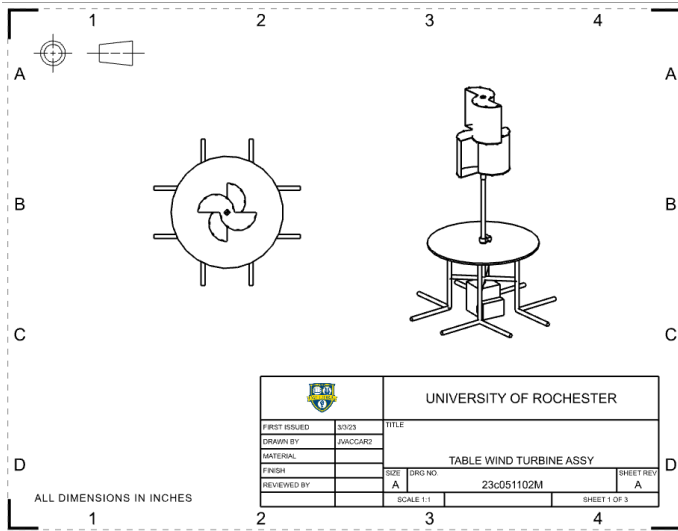 1 2 3 4
A A
B B
C C
UNIVERSITY OF ROCHESTER
FIRST ISSUED 3/3/23
TITLE
DRAWN BY JVACCAR2
MATERIAL
TABLE WIND TURBINE ASSY
D D
FINISH
SIZE DRG NO. SHEET REV
REVIEWED BY
A 23c051102M A
ALL DIMENSIONS IN INCHES
SCALE 1:1 SHEET 1 OF 3
1 2 3 4